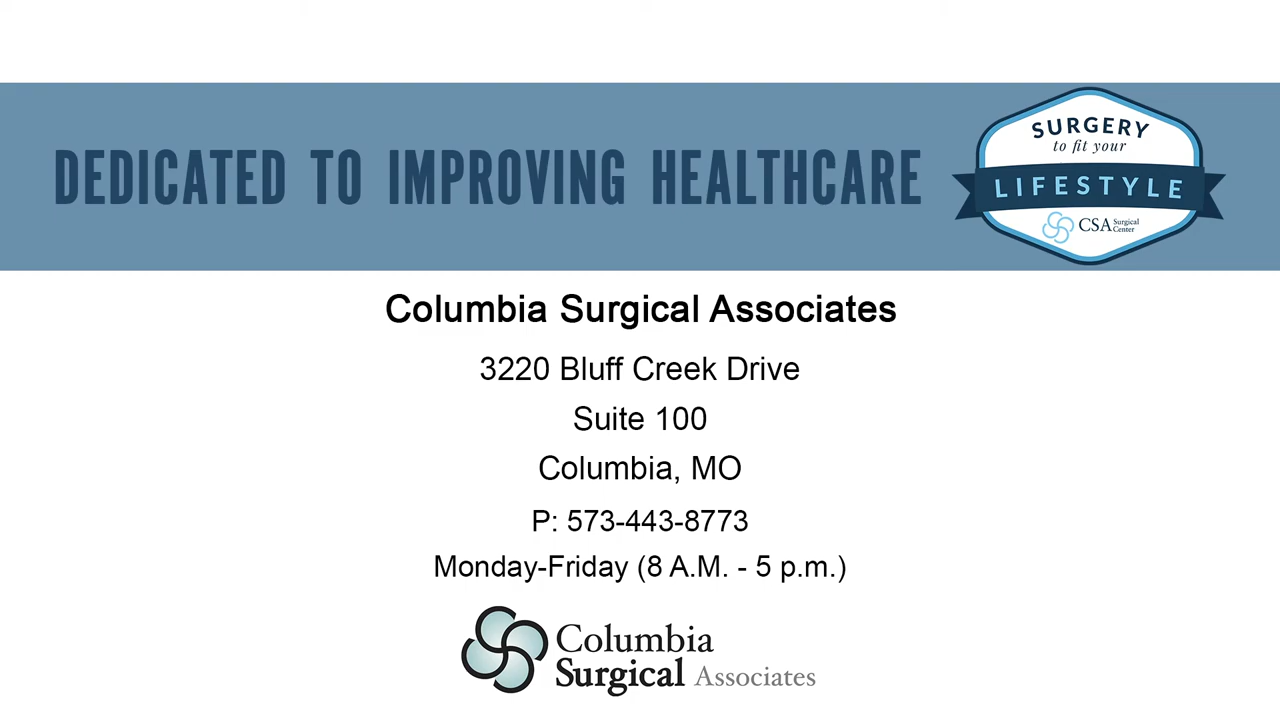 DEDICATED TO IMPROVING HEALTHCARE
SURGERY
to fit your
LIFESTYLE
CSA Surgical
Center
Columbia Surgical Associates
3220 Bluff Creek Drive
Suite 100
Columbia, MO
P: 573-443-8773
Monday-Friday (8 A.M. - 5 p.m.)
Columbia
Surgical Associates